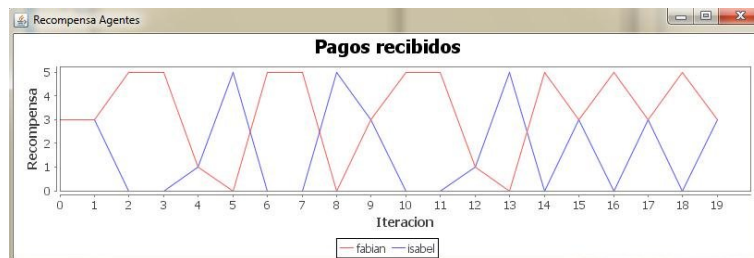 Recompensa Agentes
Pagos recibidos
Recompensa
5
4
3
2
1
0
0 1 2 3 4 5 6 7 8 9 10 11 12 13 14 15 16 17 18 19
Iteracion
fabian isabel